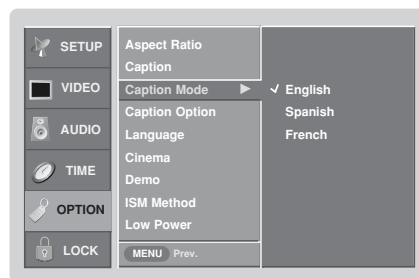 SETUP
VIDEO
AUDIO
TIME
OPTION
LOCK
Aspect Ratio
Caption
Caption Mode
Caption Option
Language
Cinema
Demo
ISM Method
Low Power
MENU Prev.
English
Spanish
French